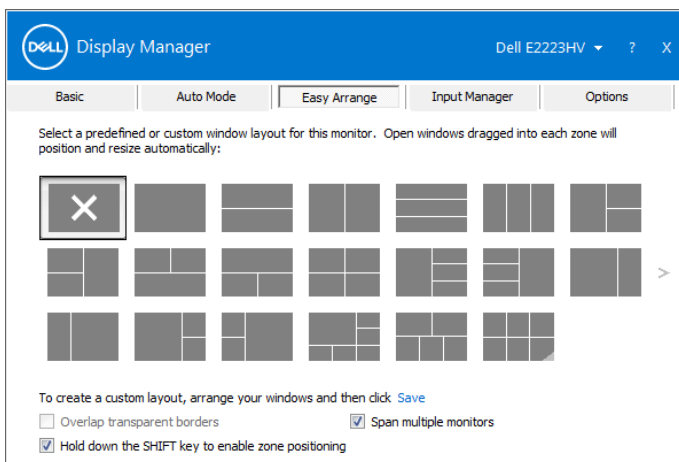 DELL Display Manager Dell E2223HV ? X
Basic Auto Mode Easy Arrange Input Manager Options
Select a predefined or custom window layout for this monitor. Open windows dragged into each zone will
position and resize automatically:
>
To create a custom layout, arrange your windows and then click Save
Overlap transparent borders Span multiple monitors
Hold down the SHIFT key to enable zone positioning